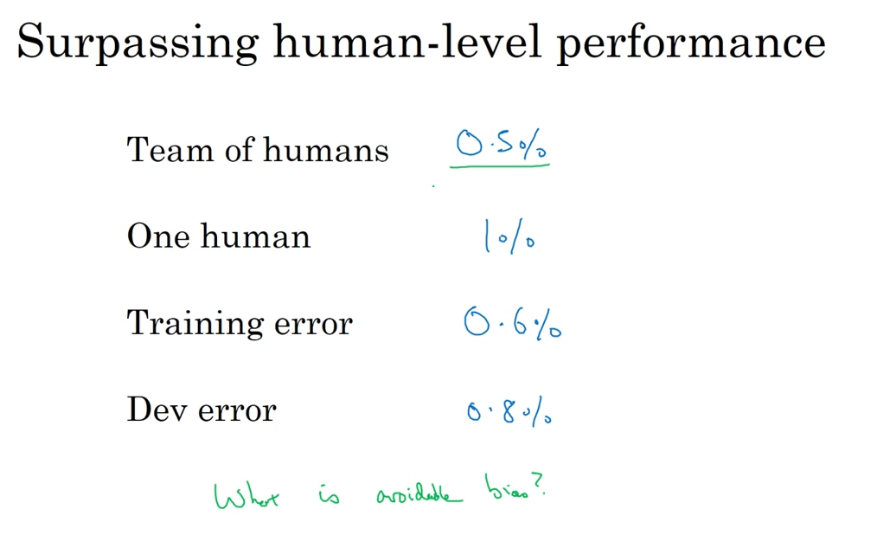 Surpassing human-level performance
Team of humans 0.5%
One human 1%
Training error 0.6%
Dev error 0.8%
What is avoidable bias?